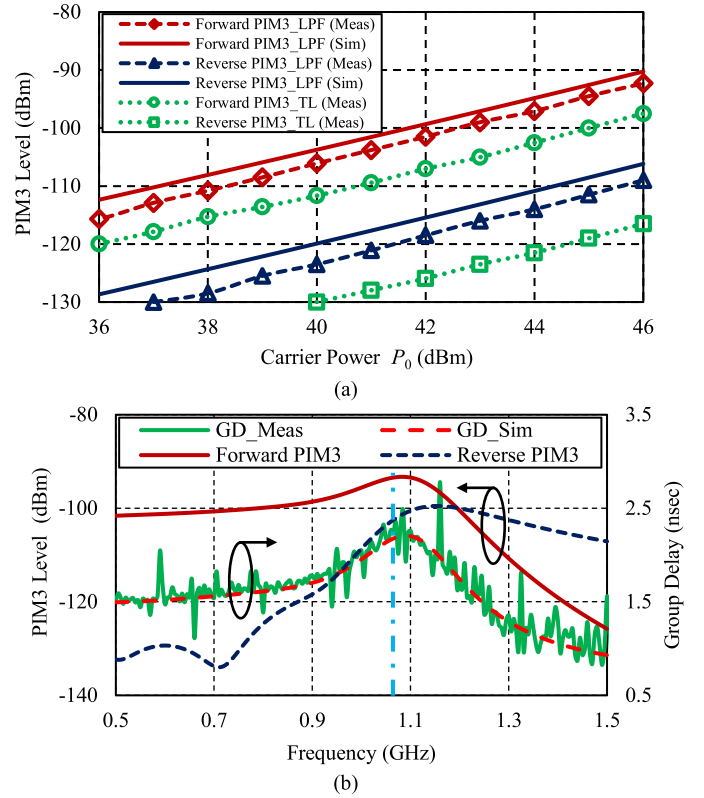 -80
-90
-100
-110
-120
-130
PIM3 Level (dBm)
Forward PIM3_LPF (Meas)
Forward PIM3_LPF (Sim)
Reverse PIM3_LPF (Meas)
Reverse PIM3_LPF (Sim)
Forward PIM3_TL (Meas)
Reverse PIM3_TL (Meas)
36 38 40 42 44 46
Carrier Power P₀ (dBm)
(a)
-80
-100
-120
-140
PIM3 Level (dBm)
GD_Meas GD_Sim
Forward PIM3 Reverse PIM3
3.5
2.5
1.5
0.5
Group Delay (nsec)
0.5 0.7 0.9 1.1 1.3 1.5
Frequency (GHz)
(b)